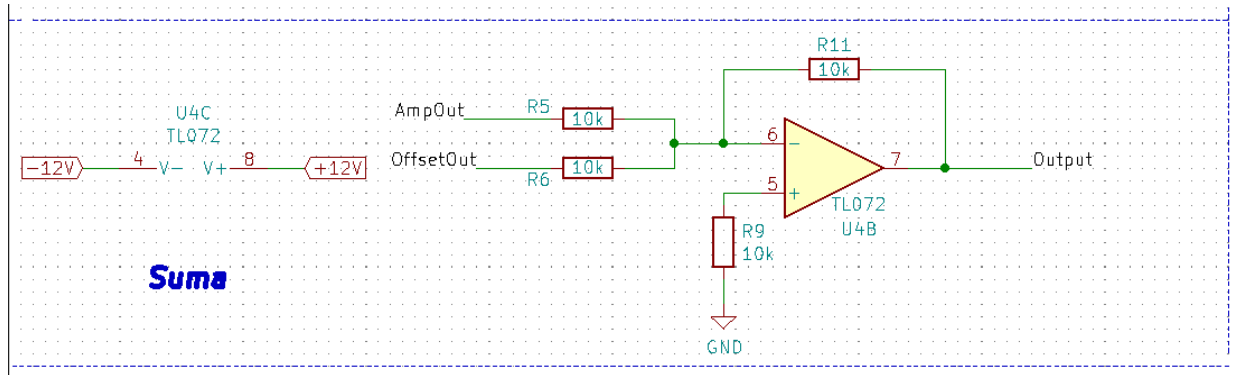 R11
10k
U4C
TL072
AmpOut
R5
10k
-12V
4
V-
V+
8
+12V
OffsetOut
R6
10k
6
-
5
+
7
Output
TL072
U4B
R9
10k
Suma
GND